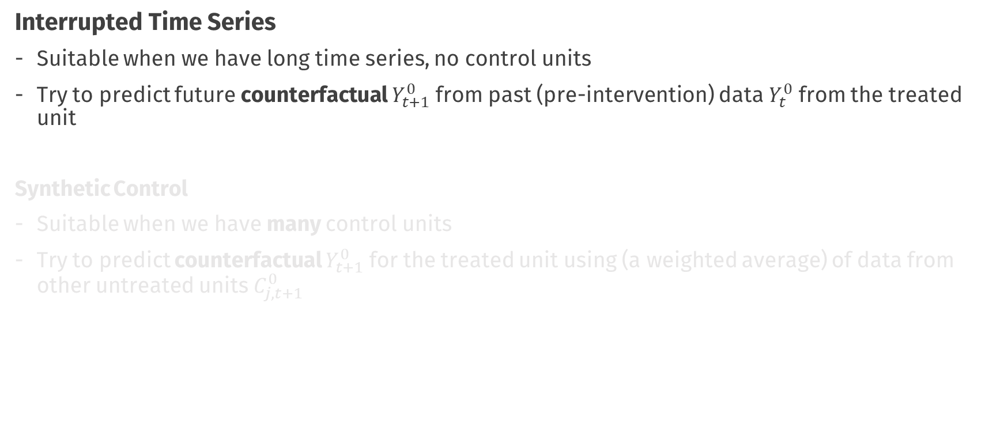 Interrupted Time Series
- Suitable when we have long time series, no control units
- Try to predict future counterfactual $Y_{t+1}^{0}$ from past (pre-intervention) data $Y_{t}^{0}$ from the treated
unit
Synthetic Control
- Suitable when we have many control units
- Try to predict counterfactual $Y_{t+1}^{0}$ for the treated unit using (a weighted average) of data from
other untreated units $C_{j,t+1}^{0}$